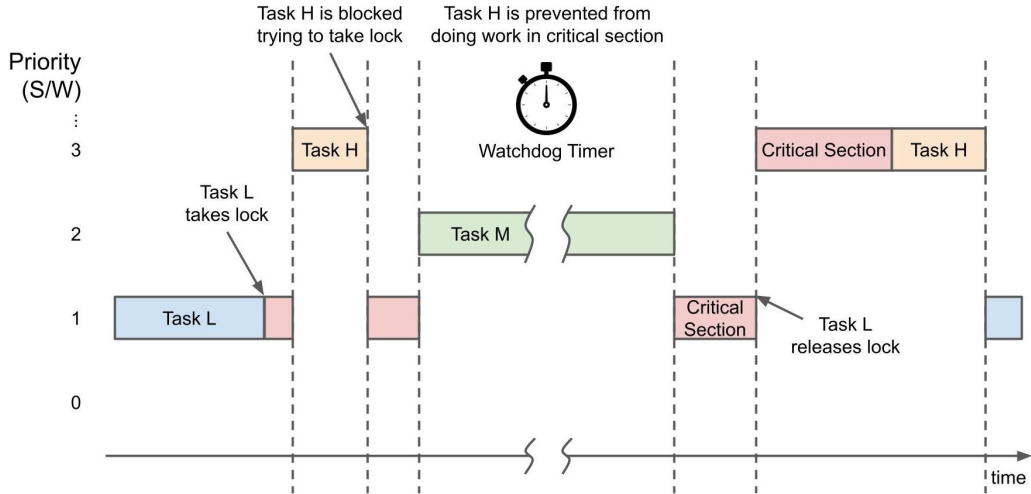 Task H is blocked
trying to take lock
Task H is prevented from
doing work in critical section
Priority
(S/W)
⋮
3
Task H
Watchdog Timer
Critical Section
Task H
Task L
takes lock
2
Task M
1
Task L
Critical
Section
Task L
releases lock
0
time